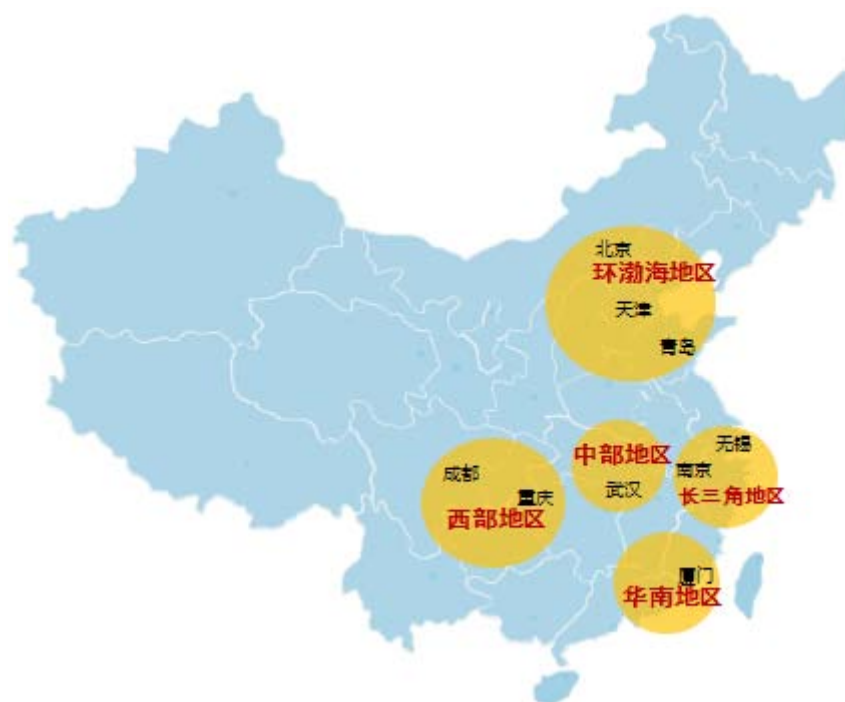 北京
环渤海地区
天津
青岛
无锡
中部地区
成都
南京
武汉
重庆
长三角地区
西部地区
厦门
华南地区